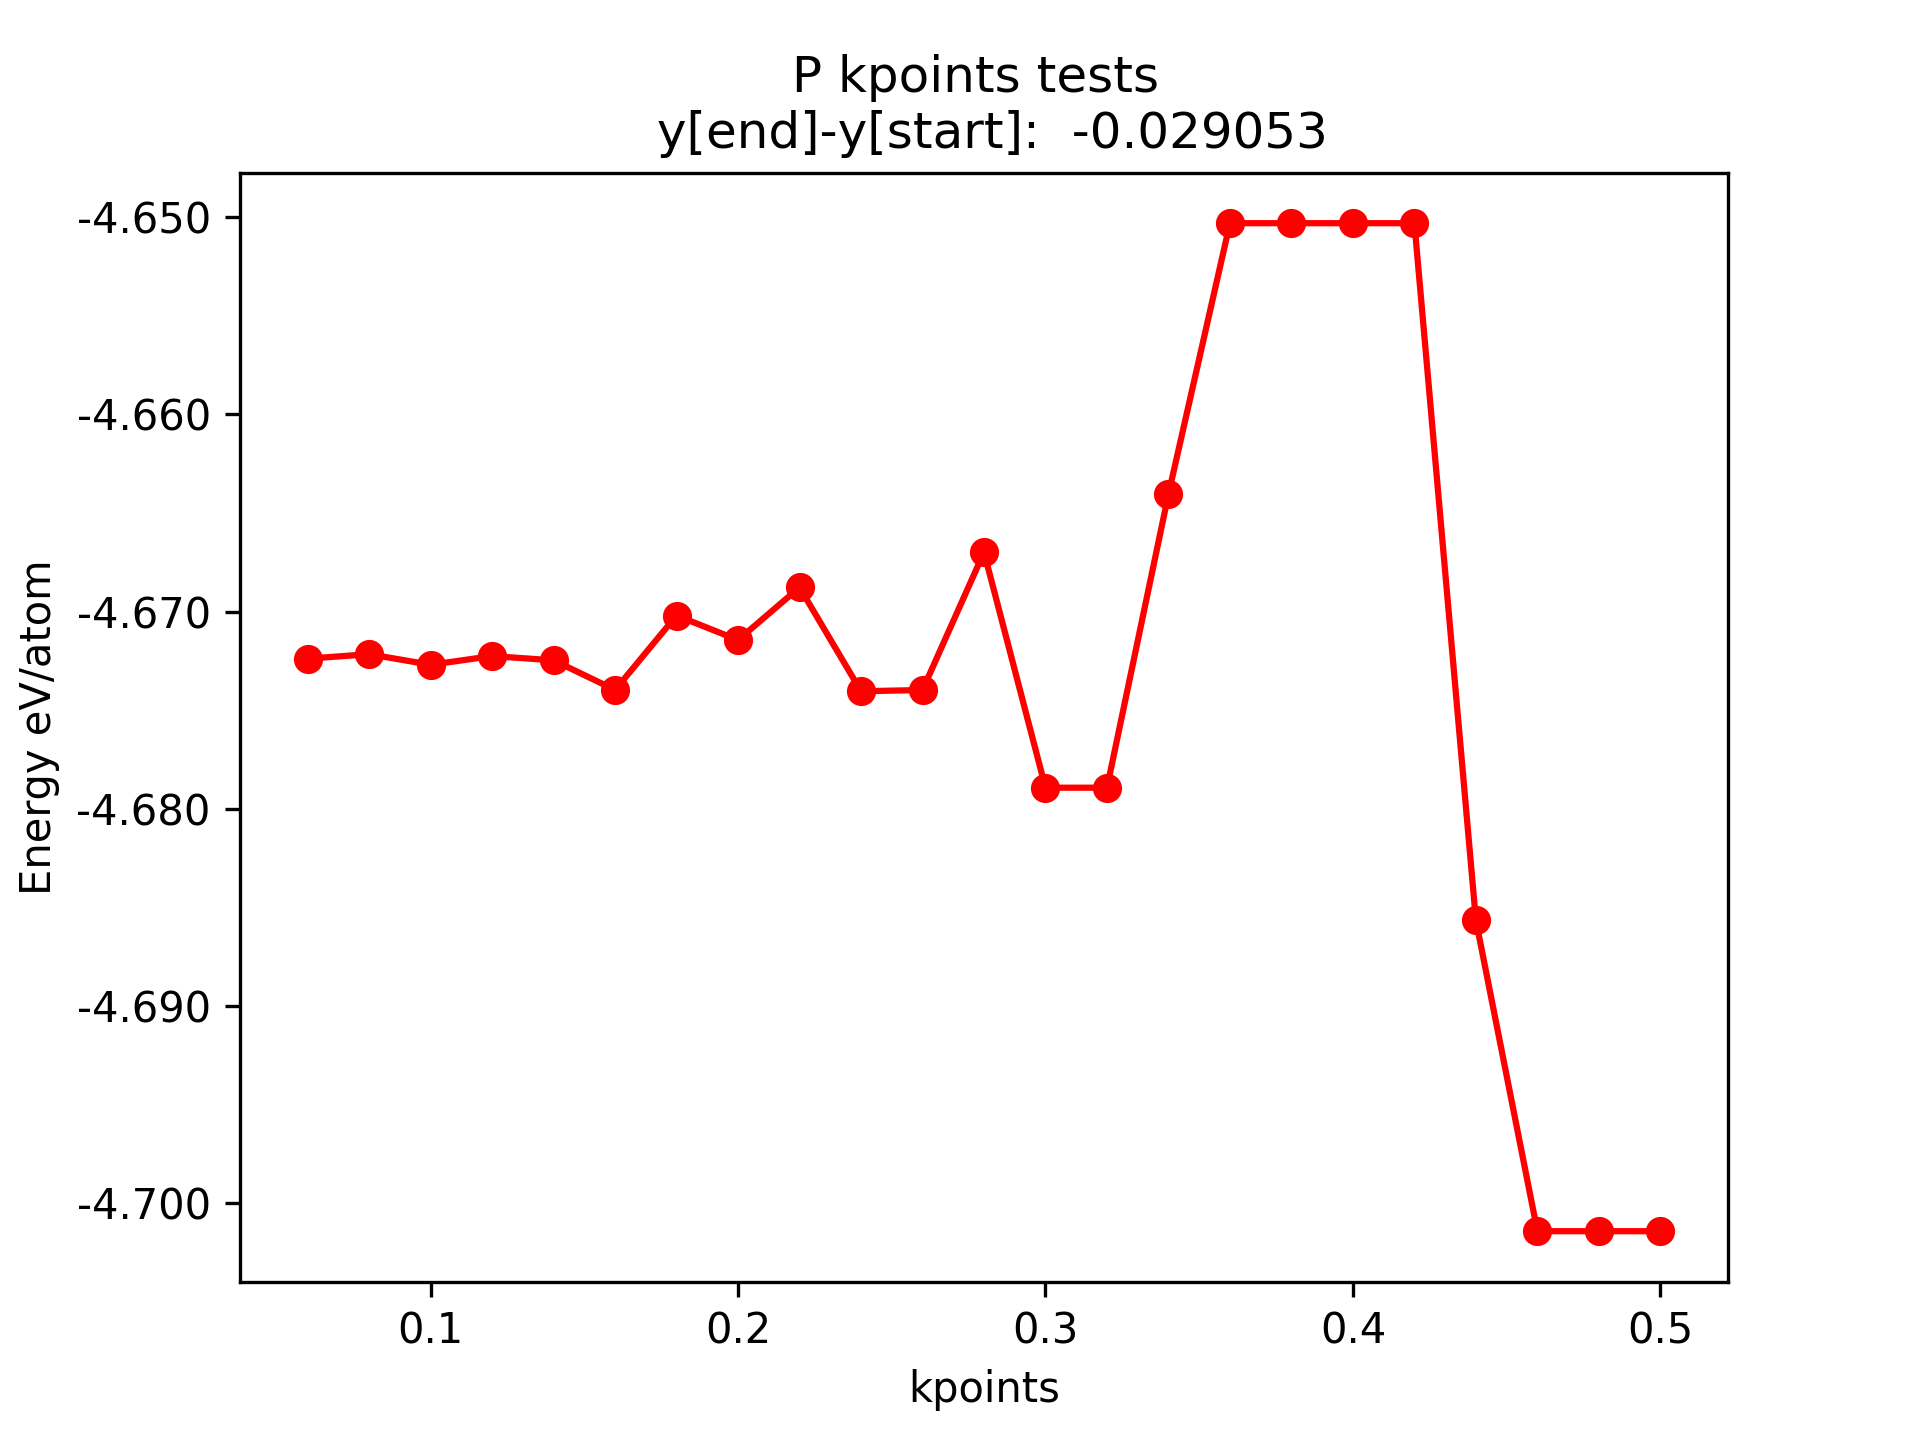 P kpoints tests
y[end]-y[start]:  -0.029053
-4.650
-4.660
-4.670
-4.680
-4.690
-4.700
Energy eV/atom
0.1 0.2 0.3 0.4 0.5
kpoints